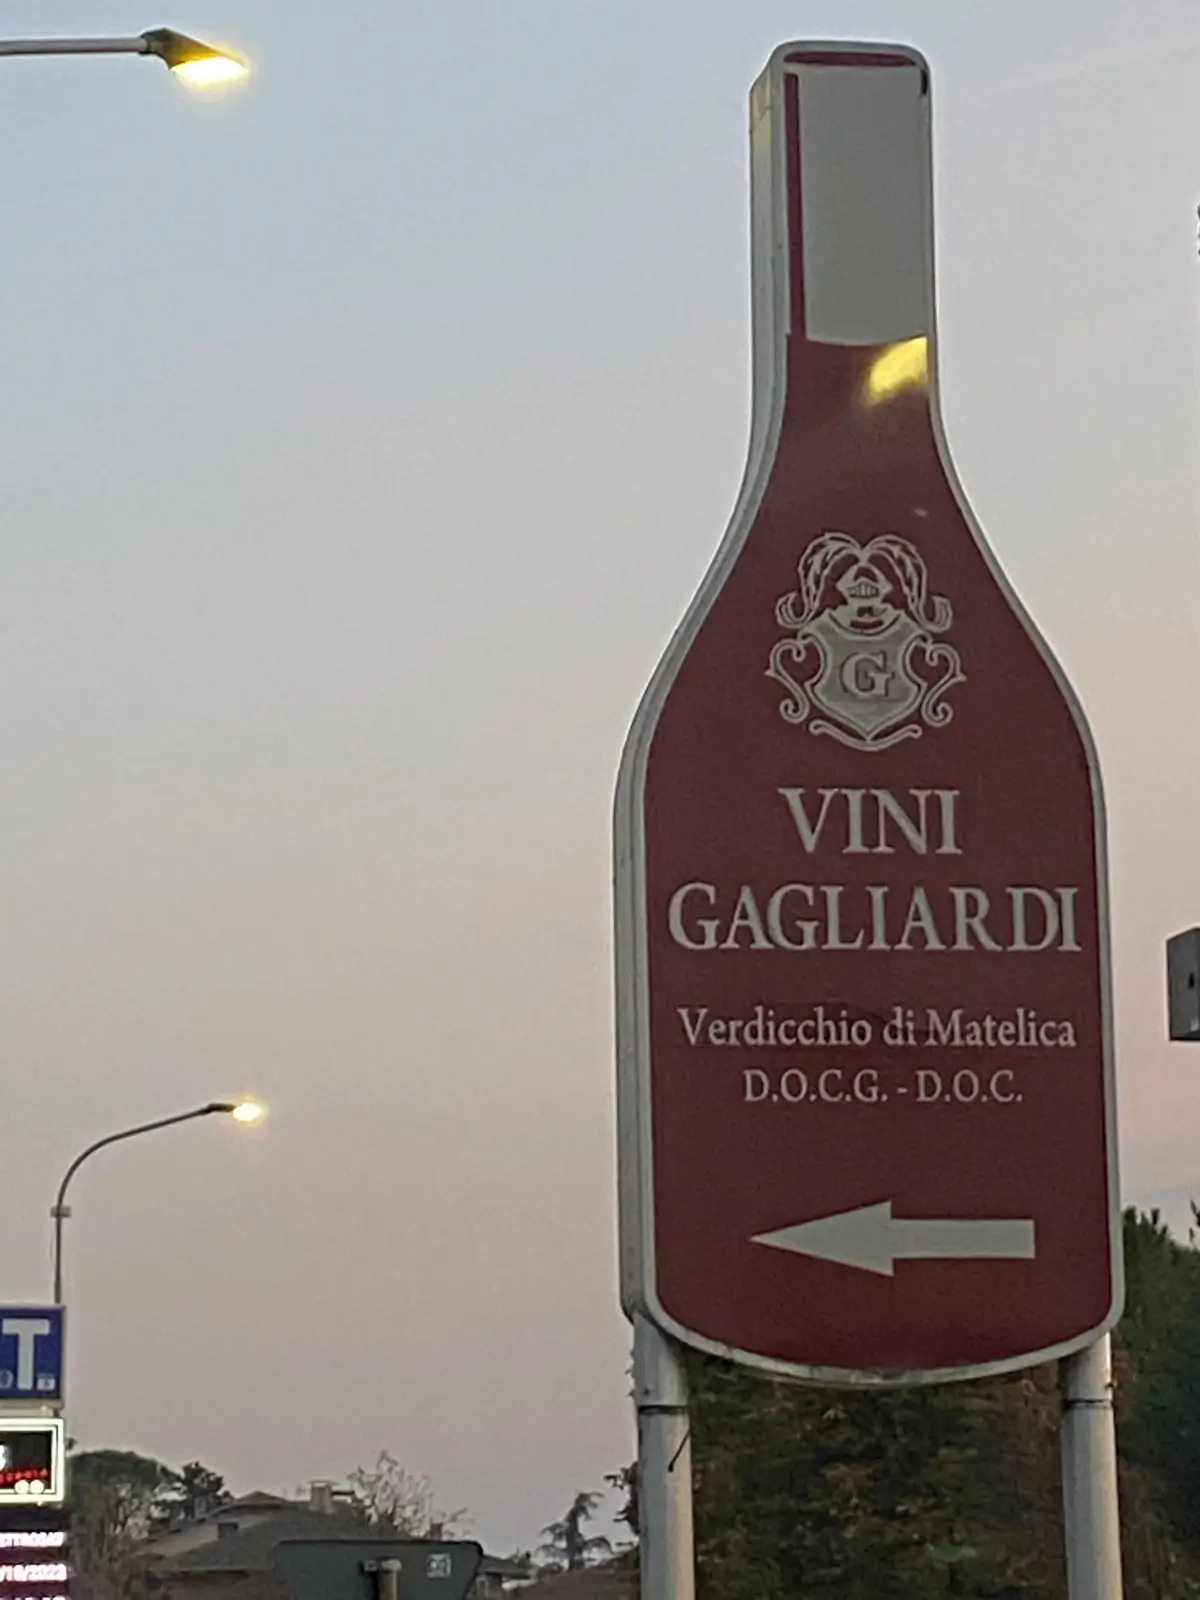 G
VINI
GAGLIARDI
Verdicchio di Matelica
D.O.C.G. - D.O.C.
T.